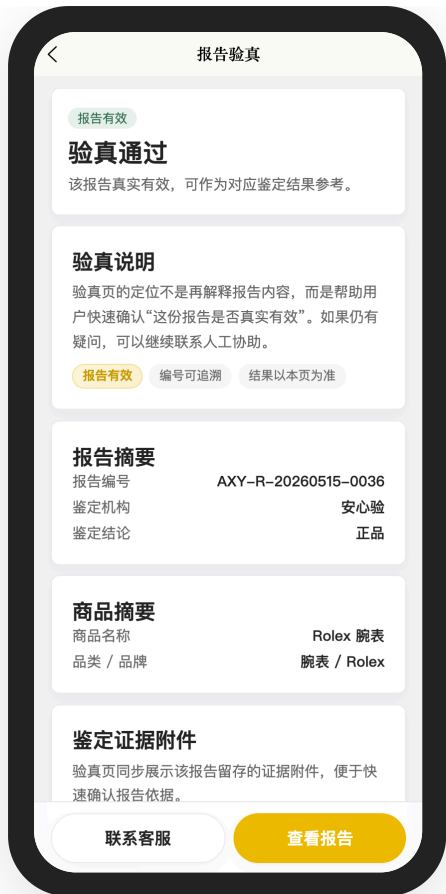 报告验真
报告有效
验真通过
该报告真实有效，可作为对应鉴定结果参考。
验真说明
验真页的定位不是再解释报告内容，而是帮助用
户快速确认“这份报告是否真实有效”。如果仍有
疑问，可以继续联系人工协助。
报告有效 编号可追溯 结果以本页为准
报告摘要
报告编号 AXY-R-20260515-0036
鉴定机构 安心验
鉴定结论 正品
商品摘要
商品名称 Rolex 腕表
品类 / 品牌 腕表 / Rolex
鉴定证据附件
验真页同步展示该报告留存的证据附件，便于快
速确认报告依据。
联系客服 查看报告